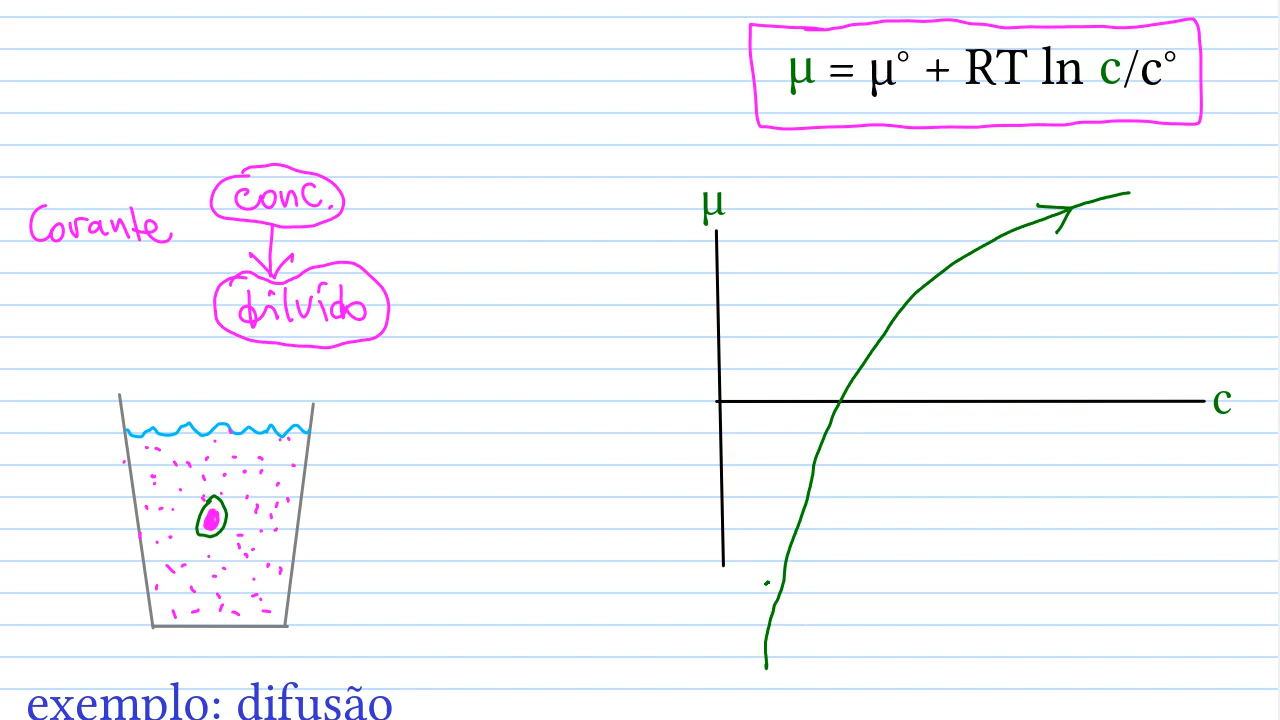 μ = μ° + RT ln c/c°
Corante
conc.
diluído
μ
c
exemplo: difusão